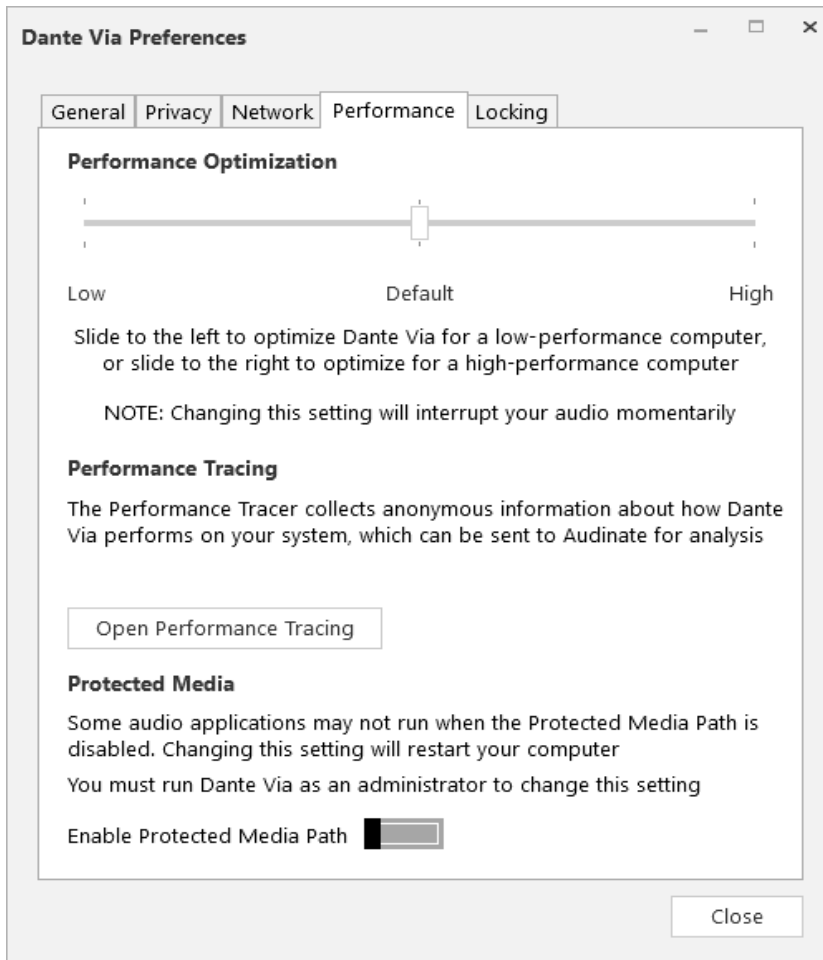 Dante Via Preferences
General Privacy Network Performance Locking
Performance Optimization
Low Default High
Slide to the left to optimize Dante Via for a low-performance computer,
or slide to the right to optimize for a high-performance computer
NOTE: Changing this setting will interrupt your audio momentarily
Performance Tracing
The Performance Tracer collects anonymous information about how Dante
Via performs on your system, which can be sent to Audinate for analysis
Open Performance Tracing
Protected Media
Some audio applications may not run when the Protected Media Path is
disabled. Changing this setting will restart your computer
You must run Dante Via as an administrator to change this setting
Enable Protected Media Path
Close